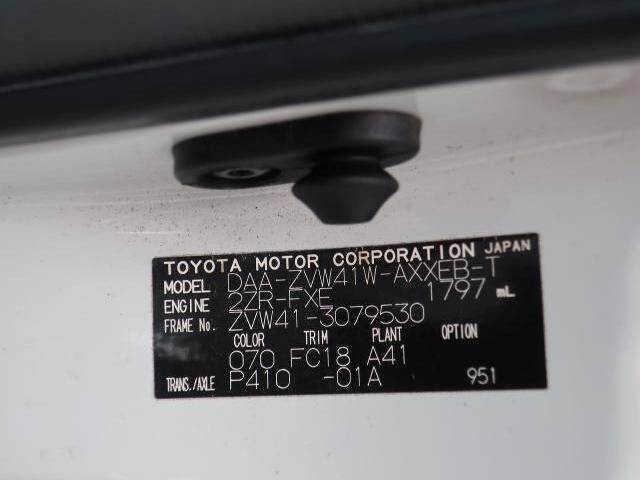 TOYOTA MOTOR CORPORATION JAPAN
MODEL DAA-ZVW41W-AXXEB-T
ENGINE 2ZR-FXE 1797 mL
FRAME No. ZVW41-3079530
COLOR TRIM PLANT OPTION
070 FC18 A41
TRANS./AXLE P410 -01A 951